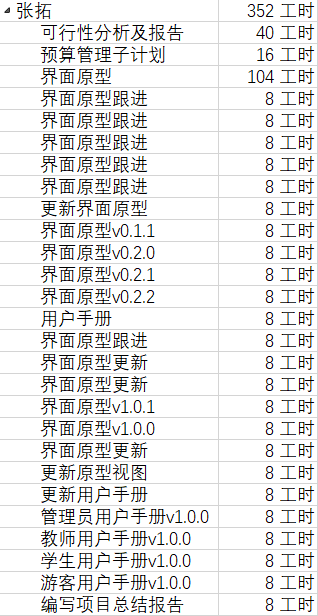 张拓 352 工时
可行性分析及报告 40 工时
预算管理子计划 16 工时
界面原型 104 工时
界面原型跟进 8 工时
界面原型跟进 8 工时
界面原型跟进 8 工时
界面原型跟进 8 工时
界面原型跟进 8 工时
更新界面原型 8 工时
界面原型v0.1.1 8 工时
界面原型v0.2.0 8 工时
界面原型v0.2.1 8 工时
界面原型v0.2.2 8 工时
用户手册 8 工时
界面原型跟进 8 工时
界面原型更新 8 工时
界面原型更新 8 工时
界面原型v1.0.1 8 工时
界面原型v1.0.0 8 工时
界面原型更新 8 工时
更新原型视图 8 工时
更新用户手册 8 工时
管理员用户手册v1.0.0 8 工时
教师用户手册v1.0.0 8 工时
学生用户手册v1.0.0 8 工时
游客用户手册v1.0.0 8 工时
编写项目总结报告 8 工时